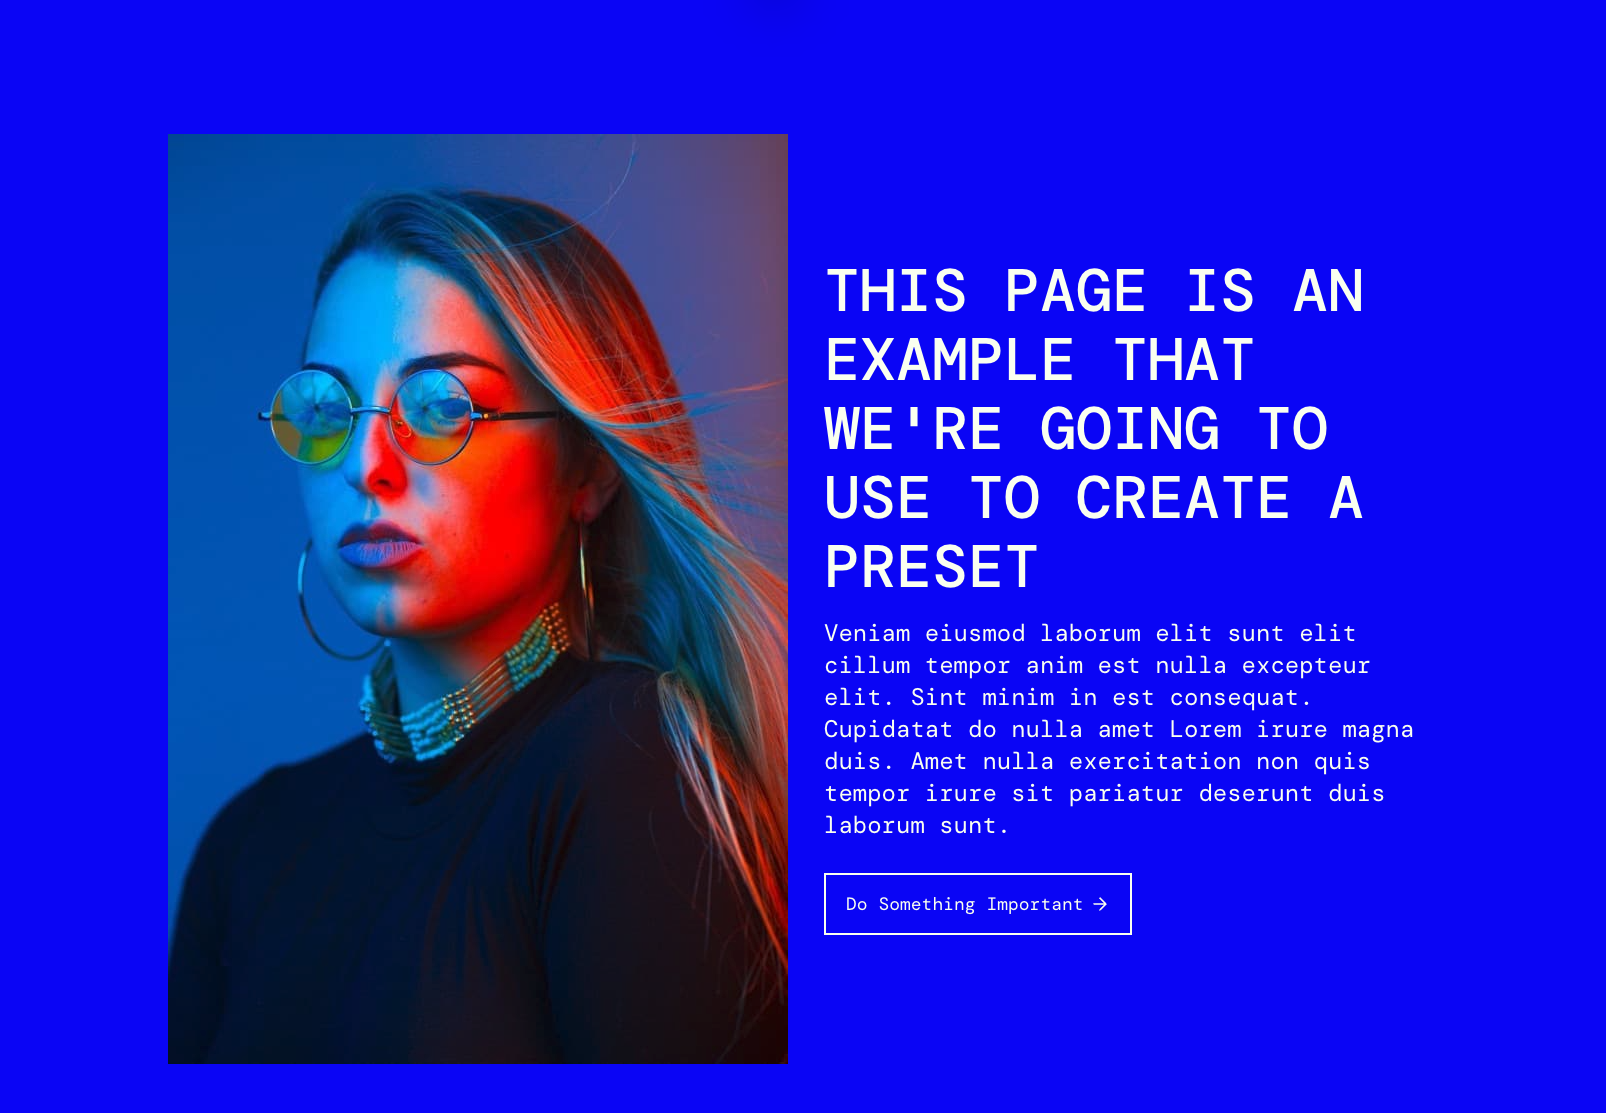 THIS PAGE IS AN
EXAMPLE THAT
WE'RE GOING TO
USE TO CREATE A
PRESET
Veniam eiusmod laborum elit sunt elit
cillum tempor anim est nulla excepteur
elit. Sint minim in est consequat.
Cupidatat do nulla amet Lorem irure magna
duis. Amet nulla exercitation non quis
tempor irure sit pariatur deserunt duis
laborum sunt.
Do Something Important →